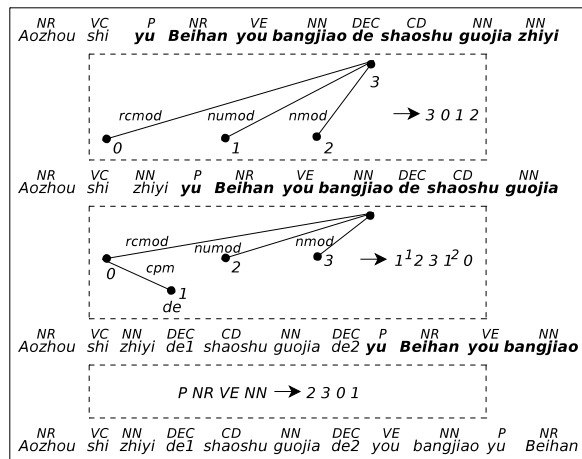 NR VC P NR VE NN DEC CD NN NN
Aozhou shi yu Beihan you bangjiao de shaoshu guojia zhiyi
3
rcmod numod nmod → 3 0 1 2
0 1 2
NR VC NN P NR VE NN DEC CD NN
Aozhou shi zhiyi yu Beihan you bangjiao de shaoshu guojia
rcmod numod nmod
0 cpm 2 3 → 1¹2 3 1²0
1
de
NR VC NN DEC CD NN DEC P NR VE NN
Aozhou shi zhiyi de1 shaoshu guojia de2 yu Beihan you bangjiao
P NR VE NN → 2 3 0 1
NR VC NN DEC CD NN DEC VE NN P NR
Aozhou shi zhiyi de1 shaoshu guojia de2 you bangjiao yu Beihan